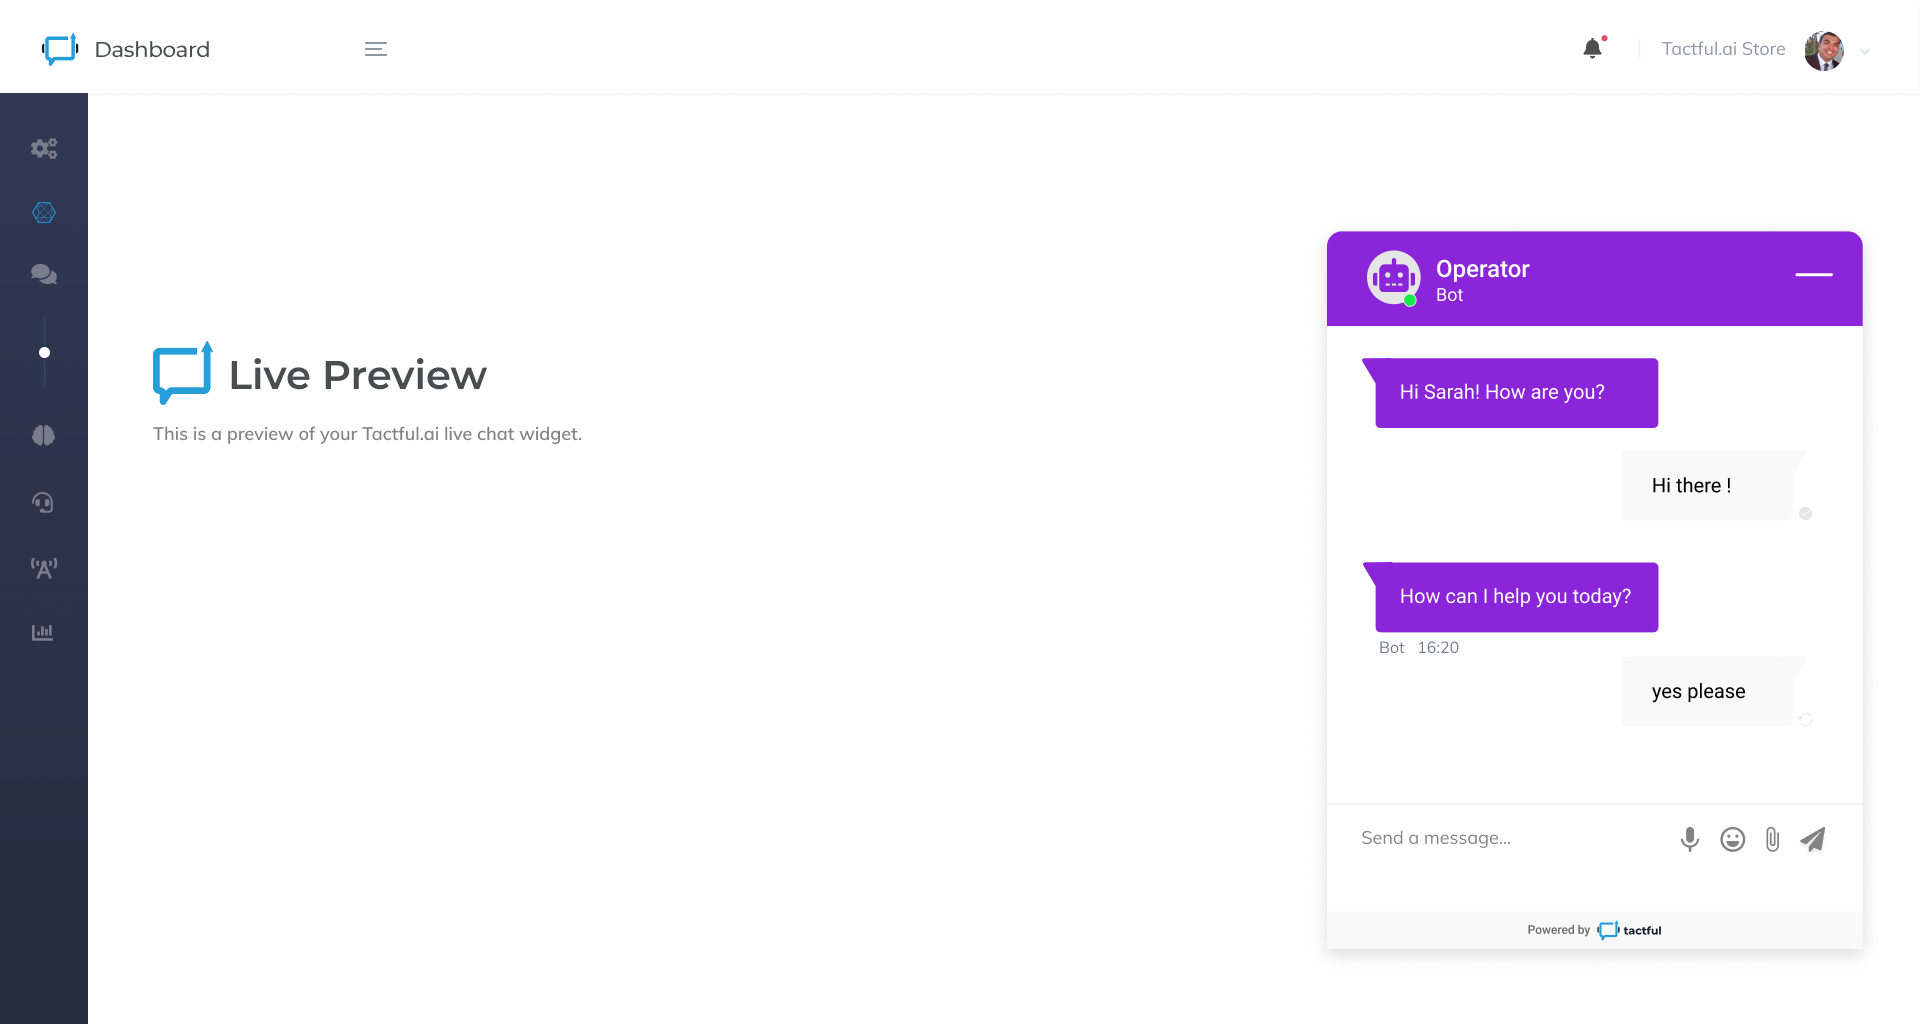 Dashboard
Tactful.ai Store
Live Preview
This is a preview of your Tactful.ai live chat widget.
Operator
Bot
Hi Sarah! How are you?
Hi there !
How can I help you today?
Bot 16:20
yes please
Send a message...
Powered by tactful